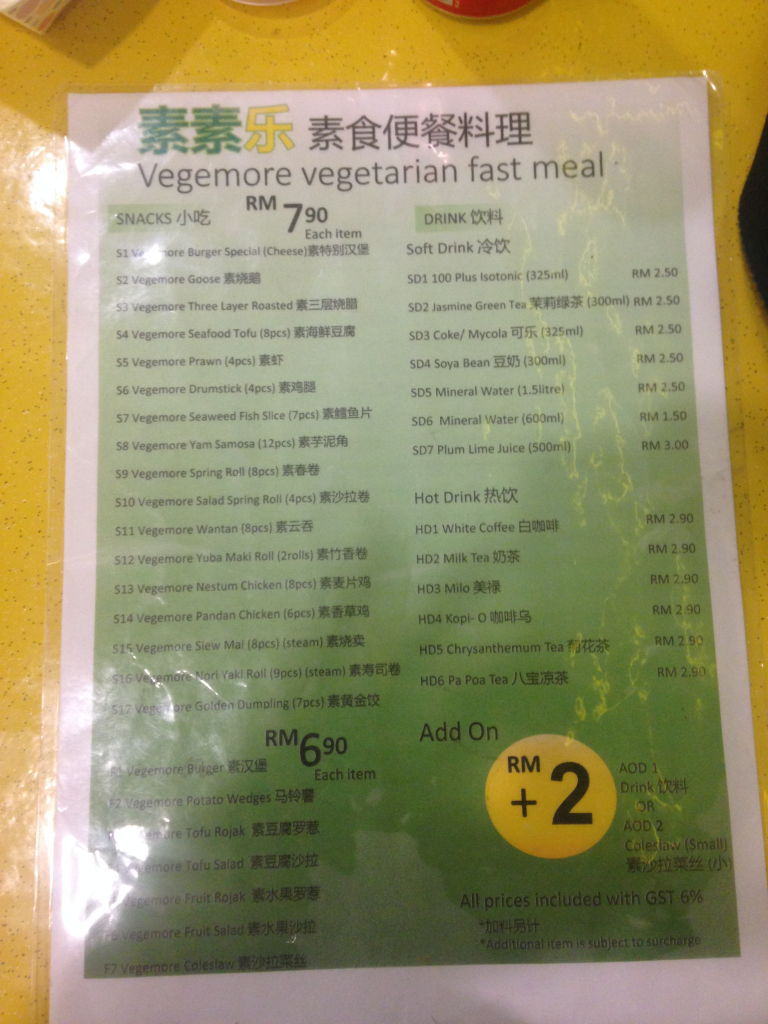 素素乐 素食便餐料理
Vegemore vegetarian fast meal
SNACKS 小吃
RM 7.90
Each item
S1 Vegemore Burger Special (Cheese)素特别汉堡
S2 Vegemore Goose 素烧鹅
S3 Vegemore Three Layer Roasted 素三层烧腊
S4 Vegemore Seafood Tofu (8pcs) 素海鲜豆腐
S5 Vegemore Prawn (4pcs) 素虾
S6 Vegemore Drumstick (4pcs) 素鸡腿
S7 Vegemore Seaweed Fish Slice (7pcs) 素鳕鱼片
S8 Vegemore Yam Samosa (12pcs) 素芋泥角
S9 Vegemore Spring Roll (8pcs) 素春卷
S10 Vegemore Salad Spring Roll (4pcs) 素沙拉卷
S11 Vegemore Wantan (8pcs) 素云吞
S12 Vegemore Yuba Maki Roll (2rolls) 素竹香卷
S13 Vegemore Nestum Chicken (8pcs) 素麦片鸡
S14 Vegemore Pandan Chicken (6pcs) 素香草鸡
S15 Vegemore Siew Mai (8pcs) (steam) 素烧卖
S16 Vegemore Nori Yaki Roll (9pcs) (steam) 素寿司卷
S17 Vegemore Golden Dumpling (7pcs) 素黄金饺
RM 6.90
Each item
F1 Vegemore Burger 素汉堡
F2 Vegemore Potato Wedges 马铃薯
Vegemore Tofu Rojak 素豆腐罗惹
Vegemore Tofu Salad 素豆腐沙拉
Vegemore Fruit Rojak 素水果罗惹
F6 Vegemore Fruit Salad 素水果沙拉
F7 Vegemore Coleslaw 素沙拉菜丝
DRINK 饮料
Soft Drink 冷饮
SD1 100 Plus Isotonic (325ml) RM 2.50
SD2 Jasmine Green Tea 茉莉绿茶 (300ml) RM 2.50
SD3 Coke/ Mycola 可乐 (325ml) RM 2.50
SD4 Soya Bean 豆奶 (300ml) RM 2.50
SD5 Mineral Water (1.5litre) RM 2.50
SD6 Mineral Water (600ml) RM 1.50
SD7 Plum Lime Juice (500ml) RM 3.00
Hot Drink 热饮
HD1 White Coffee 白咖啡 RM 2.90
HD2 Milk Tea 奶茶 RM 2.90
HD3 Milo 美禄 RM 2.90
HD4 Kopi- O 咖啡乌 RM 2.90
HD5 Chrysanthemum Tea 菊花茶 RM 2.90
HD6 Pa Poa Tea 八宝凉茶 RM 2.90
Add On
RM + 2
AOD 1
Drink 饮料
OR
AOD 2
Coleslaw (Small)
素沙拉菜丝 (小)
All prices included with GST 6%
*加料另计
*Additional item is subject to surcharge